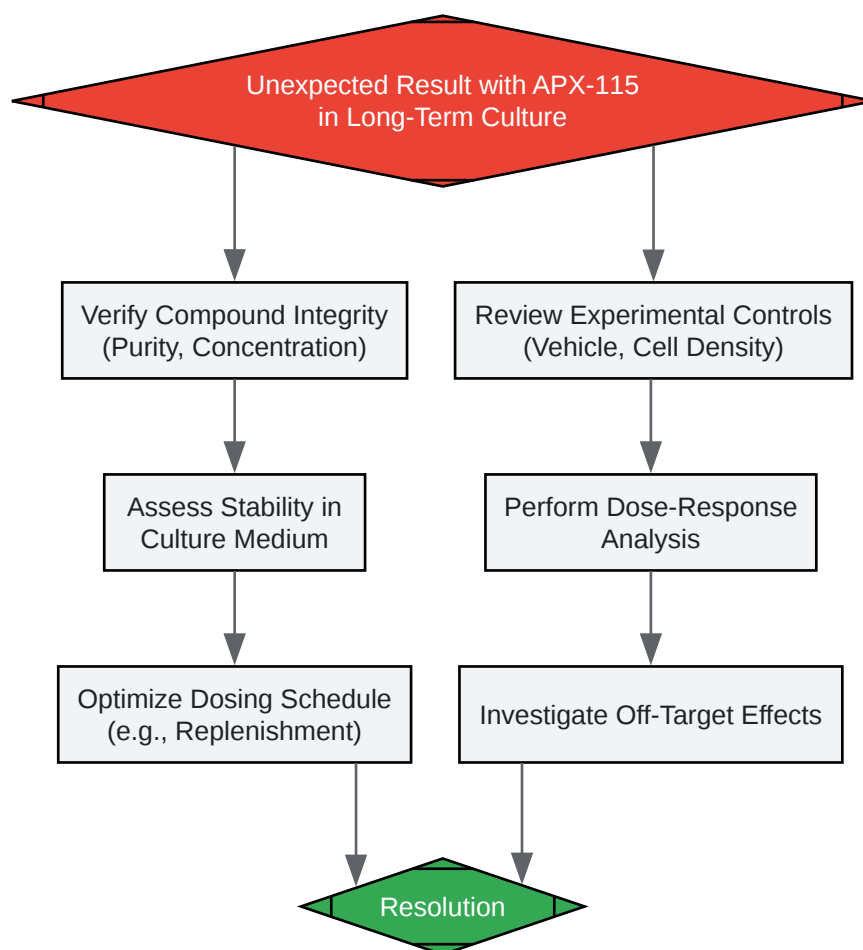 Unexpected Result with APX-115
in Long-Term Culture
Verify Compound Integrity
(Purity, Concentration)
Review Experimental Controls
(Vehicle, Cell Density)
Assess Stability in
Culture Medium
Perform Dose-Response
Analysis
Optimize Dosing Schedule
(e.g., Replenishment)
Investigate Off-Target Effects
Resolution